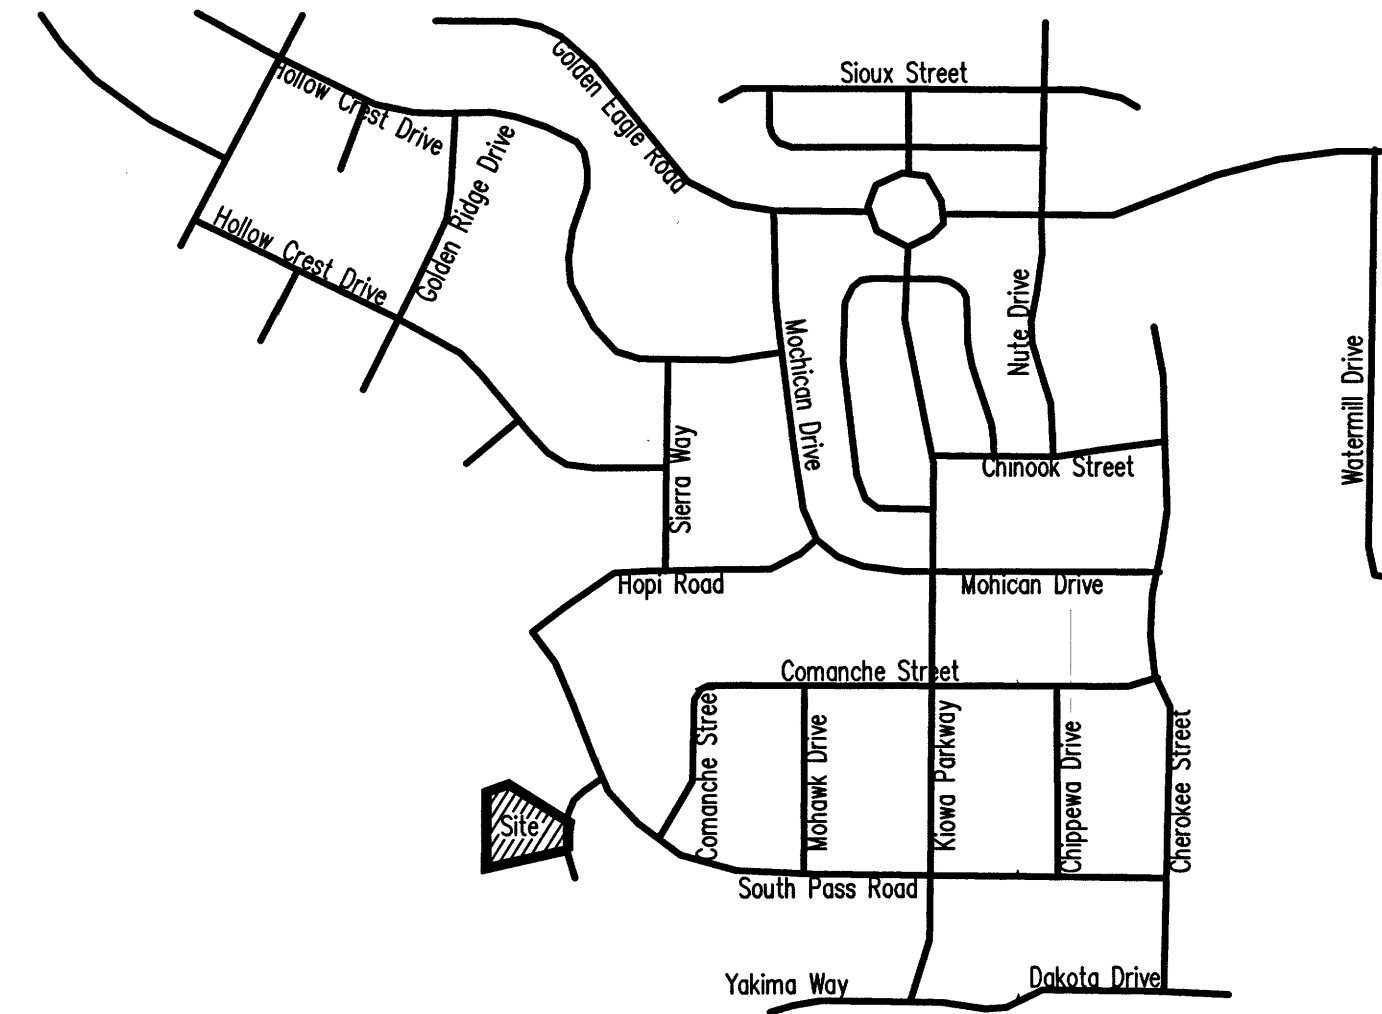 Sioux Street
Golden Eagle Road
Hollow Crest Drive
Golden Ridge Drive
Hollow Crest Drive
Nute Drive
Mochican Drive
Watermill Drive
Chinook Street
Sierra Way
Hopi Road
Mohican Drive
Comanche Street
Comanche Stree
Mohawk Drive
Kiowa Parkway
Chippewa Drive
Cherokee Street
Site
South Pass Road
Yakima Way
Dakota Drive